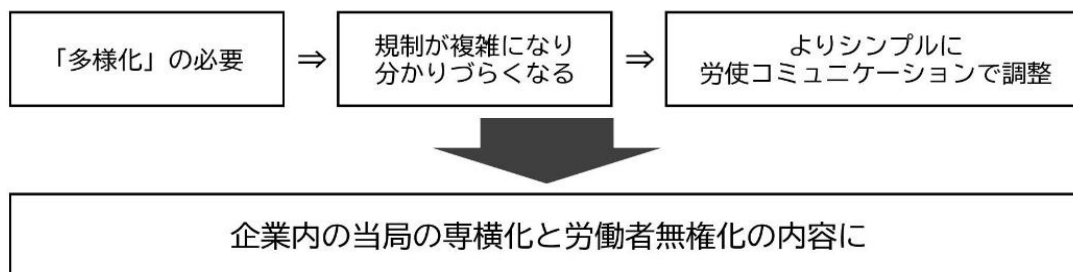 「多様化」の必要
⇒
規制が複雑になり
分かりづらくなる
⇒
よりシンプルに
労使コミュニケーションで調整
企業内の当局の専横化と労働者無権化の内容に